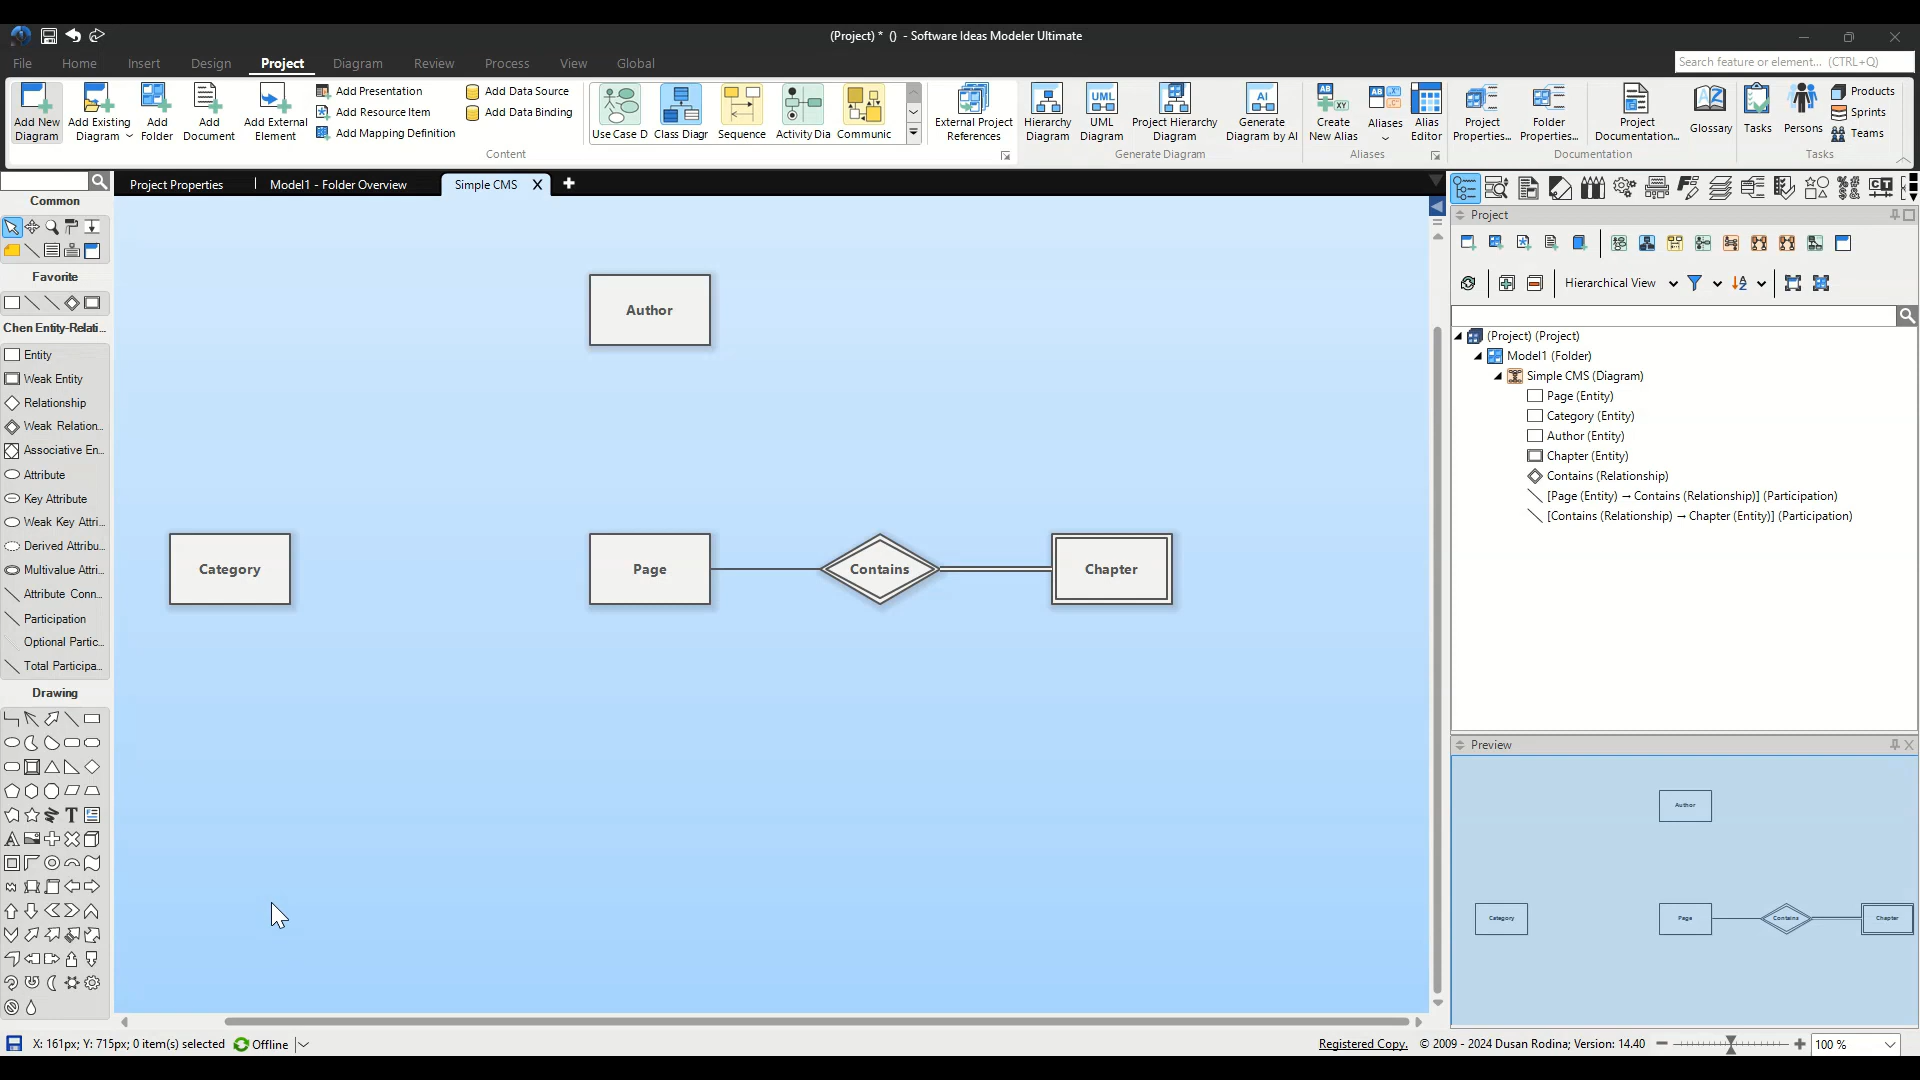 (Project) * () - Software Ideas Modeler Ultimate
File Home Insert Design Project Diagram Review Process View Global
Search feature or element... (CTRL+Q)
Add New Diagram
Add Existing Diagram
Add Folder
Add Document
Add External Element
Add Presentation
Add Resource Item
Add Mapping Definition
Add Data Source
Add Data Binding
Content
Use Case D
Class Diagr
Sequence
Activity Dia
Communic
External Project References
Hierarchy Diagram
UML Diagram
Project Hierarchy Diagram
Generate Diagram by AI
Generate Diagram
Create New Alias
Aliases
Alias Editor
Aliases
Project Properties...
Folder Properties...
Project Documentation...
Glossary
Documentation
Tasks
Persons
Products
Sprints
Teams
Tasks
Project Properties
Model1 - Folder Overview
Simple CMS
Common
Favorite
Chen Entity-Relati...
Entity
Weak Entity
Relationship
Weak Relation...
Associative En...
Attribute
Key Attribute
Weak Key Attri...
Derived Attribu...
Multivalue Attri...
Attribute Conn...
Participation
Optional Partic...
Total Participa...
Drawing
Author
Category
Page
Contains
Chapter
Project
Hierarchical View
(Project) (Project)
Model1 (Folder)
Simple CMS (Diagram)
Page (Entity)
Category (Entity)
Author (Entity)
Chapter (Entity)
Contains (Relationship)
[Page (Entity) → Contains (Relationship)] (Participation)
[Contains (Relationship) → Chapter (Entity)] (Participation)
Preview
Author
Category
Page
Contains
Chapter
X: 161px; Y: 715px; 0 item(s) selected
Offline
Registered Copy.
© 2009 - 2024 Dusan Rodina; Version: 14.40
100 %